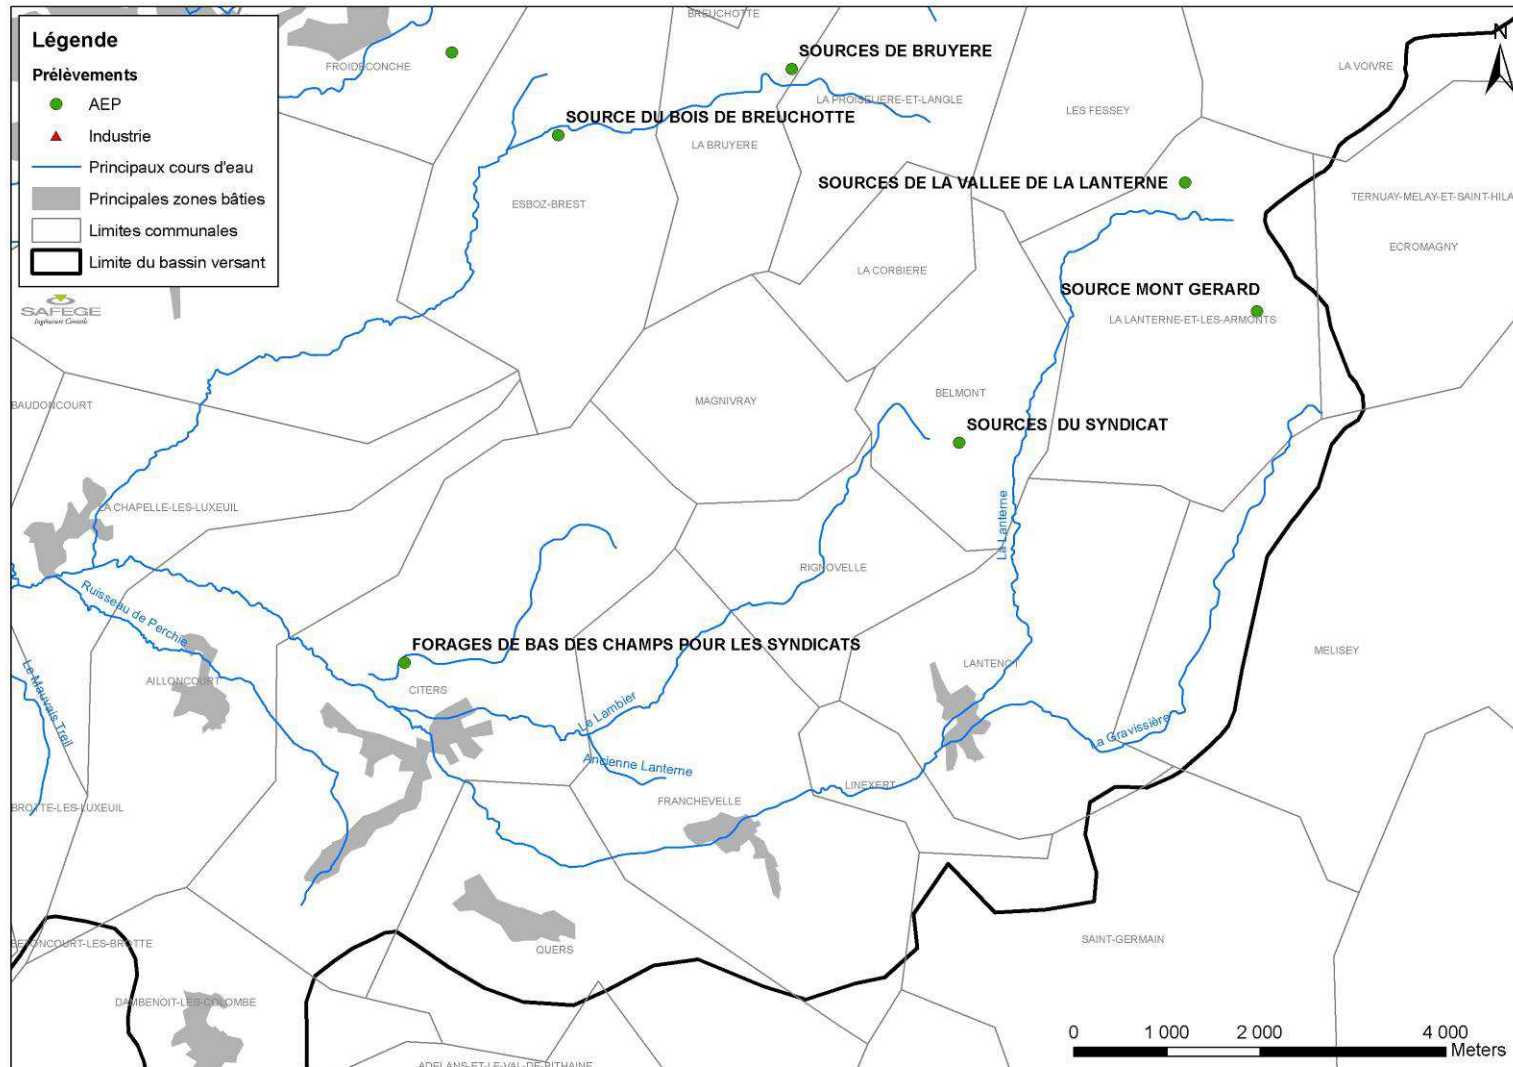 Légende
Prélèvements
AEP
Industrie
Principaux cours d'eau
Principales zones bâties
Limites communales
Limite du bassin versant
SAFEGE
Ingénieurs Conseils
BREUCHOTTE
N
FROIDECONCHE
SOURCES DE BRUYERE
LA VOIVRE
LA PROISELIERE-ET-LANGLE
LES FESSEY
SOURCE DU BOIS DE BREUCHOTTE
LA BRUYERE
SOURCES DE LA VALLEE DE LA LANTERNE
TERNUAY-MELAY-ET-SAINT-HILA
ESBOZ-BREST
ECROMAGNY
LA CORBIERE
SOURCE MONT GERARD
LA LANTERNE-ET-LES-ARMONTS
BELMONT
MAGNIVRAY
BAUDONCOURT
SOURCES DU SYNDICAT
LA CHAPELLE-LES-LUXEUIL
La Lanterne
RIGNOVELLE
Ruisseau de Perchie
FORAGES DE BAS DES CHAMPS POUR LES SYNDICATS
MELISEY
LANTENOT
AILLONCOURT
CITERS
Le Mauvais Treil
Le Lambier
La Gravissière
Ancienne Lanterne
LINEXERT
FRANCHEVELLE
BROTTE-LES-LUXEUIL
SAINT-GERMAIN
BETONCOURT-LES-BROTTE
QUERS
DAMBENOIT-LES-COLOMBE
ADELANS-ET-LE-VAL-DE-BITHAINE
0 1 000 2 000 4 000
Meters